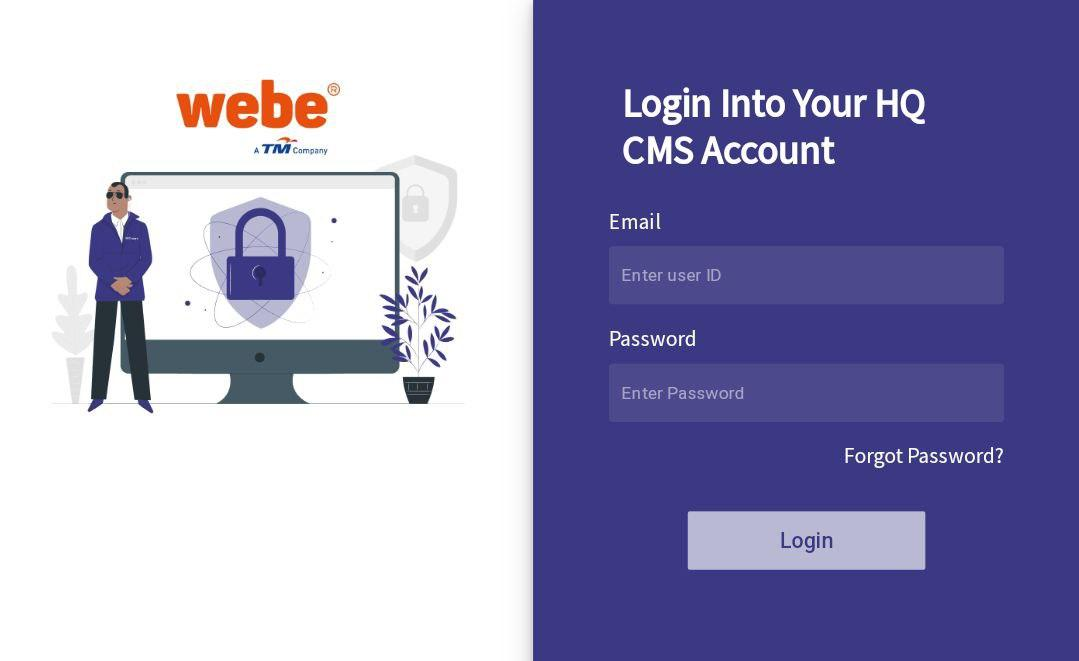 webe®
A TM Company
Login Into Your HQ
CMS Account
Email
Enter user ID
Password
Enter Password
Forgot Password?
Login